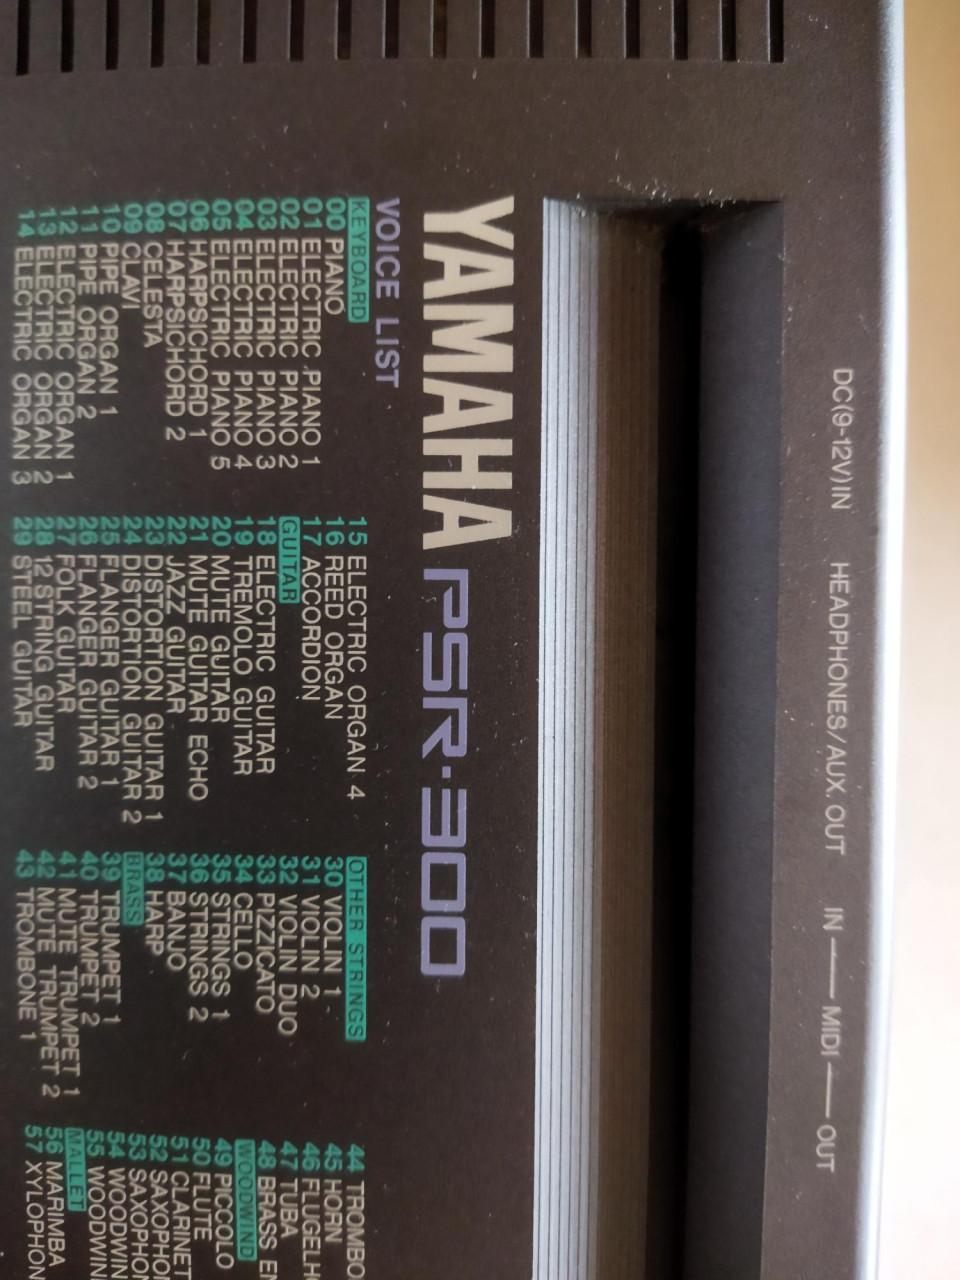 DC(9-12V)IN HEADPHONES/AUX.OUT IN — MIDI — OUT
YAMAHA PSR-300
VOICE LIST
KEYBOARD
00 PIANO
01 ELECTRIC PIANO 1
02 ELECTRIC PIANO 2
03 ELECTRIC PIANO 3
04 ELECTRIC PIANO 4
05 ELECTRIC PIANO 5
06 HARPSICHORD 1
07 HARPSICHORD 2
08 CELESTA
09 CLAVI
10 PIPE ORGAN 1
11 PIPE ORGAN 2
12 ELECTRIC ORGAN 1
13 ELECTRIC ORGAN 2
14 ELECTRIC ORGAN 3
15 ELECTRIC ORGAN 4
16 REED ORGAN
17 ACCORDION
GUITAR
18 ELECTRIC GUITAR
19 TREMOLO GUITAR
20 MUTE GUITAR
21 MUTE GUITAR ECHO
22 JAZZ GUITAR
23 DISTORTION GUITAR 1
24 DISTORTION GUITAR 2
25 FLANGER GUITAR 1
26 FLANGER GUITAR 2
27 FOLK GUITAR
28 12 STRING GUITAR
29 STEEL GUITAR
OTHER STRINGS
30 VIOLIN 1
31 VIOLIN 2
32 VIOLIN DUO
33 PIZZICATO
34 CELLO
35 STRINGS 1
36 STRINGS 2
37 BANJO
38 HARP
BRASS
39 TRUMPET 1
40 TRUMPET 2
41 MUTE TRUMPET 1
42 MUTE TRUMPET 2
43 TROMBONE 1
44 TROMBO
45 HORN
46 FLUGELH
47 TUBA
48 BRASS EN
WOODWIND
49 PICCOLO
50 FLUTE
51 CLARINET
52 SAXOPHON
53 SAXOPHON
54 WOODWIN
55 WOODWIN
MALLET
56 MARIMBA
57 XYLOPHON